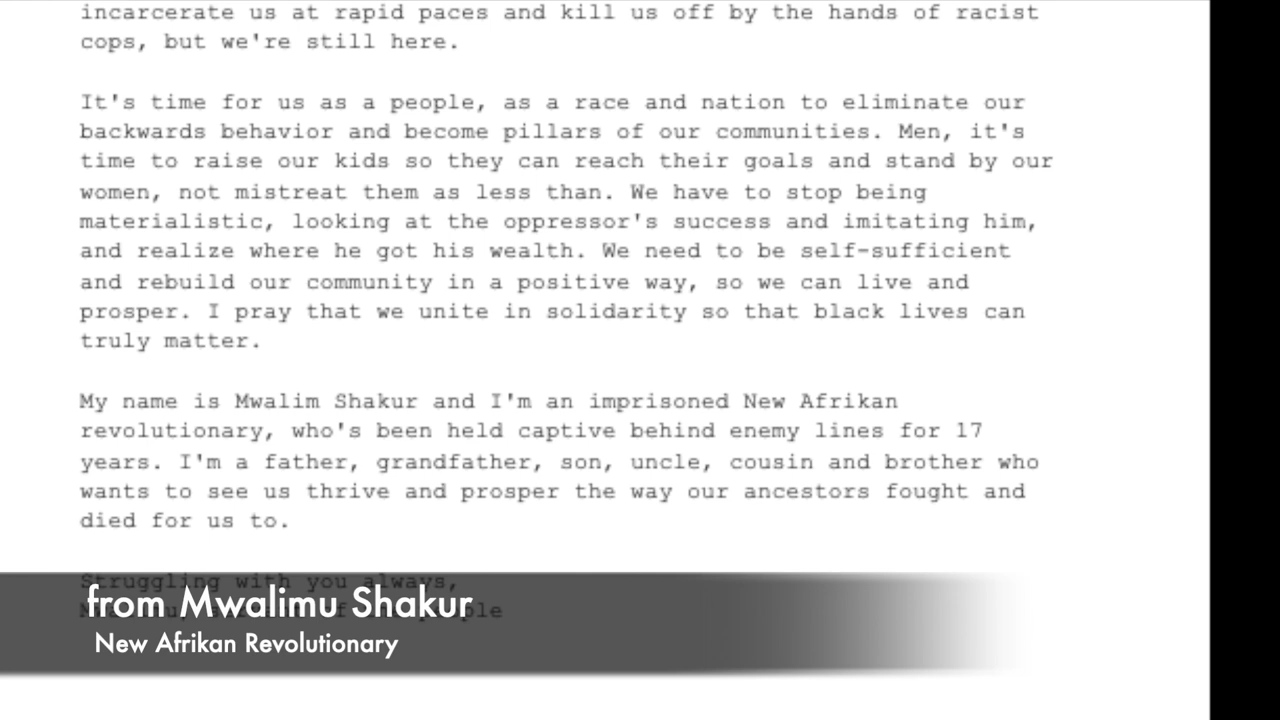 incarcerate us at rapid paces and kill us off by the hands of racist
cops, but we're still here.
It's time for us as a people, as a race and nation to eliminate our
backwards behavior and become pillars of our communities. Men, it's
time to raise our kids so they can reach their goals and stand by our
women, not mistreat them as less than. We have to stop being
materialistic, looking at the oppressor's success and imitating him,
and realize where he got his wealth. We need to be self-sufficient
and rebuild our community in a positive way, so we can live and
prosper. I pray that we unite in solidarity so that black lives can
truly matter.
My name is Mwalim Shakur and I'm an imprisoned New Afrikan
revolutionary, who's been held captive behind enemy lines for 17
years. I'm a father, grandfather, son, uncle, cousin and brother who
wants to see us thrive and prosper the way our ancestors fought and
died for us to.
Struggling with you always,
from Mwalimu Shakur
New Afrikan Revolutionary